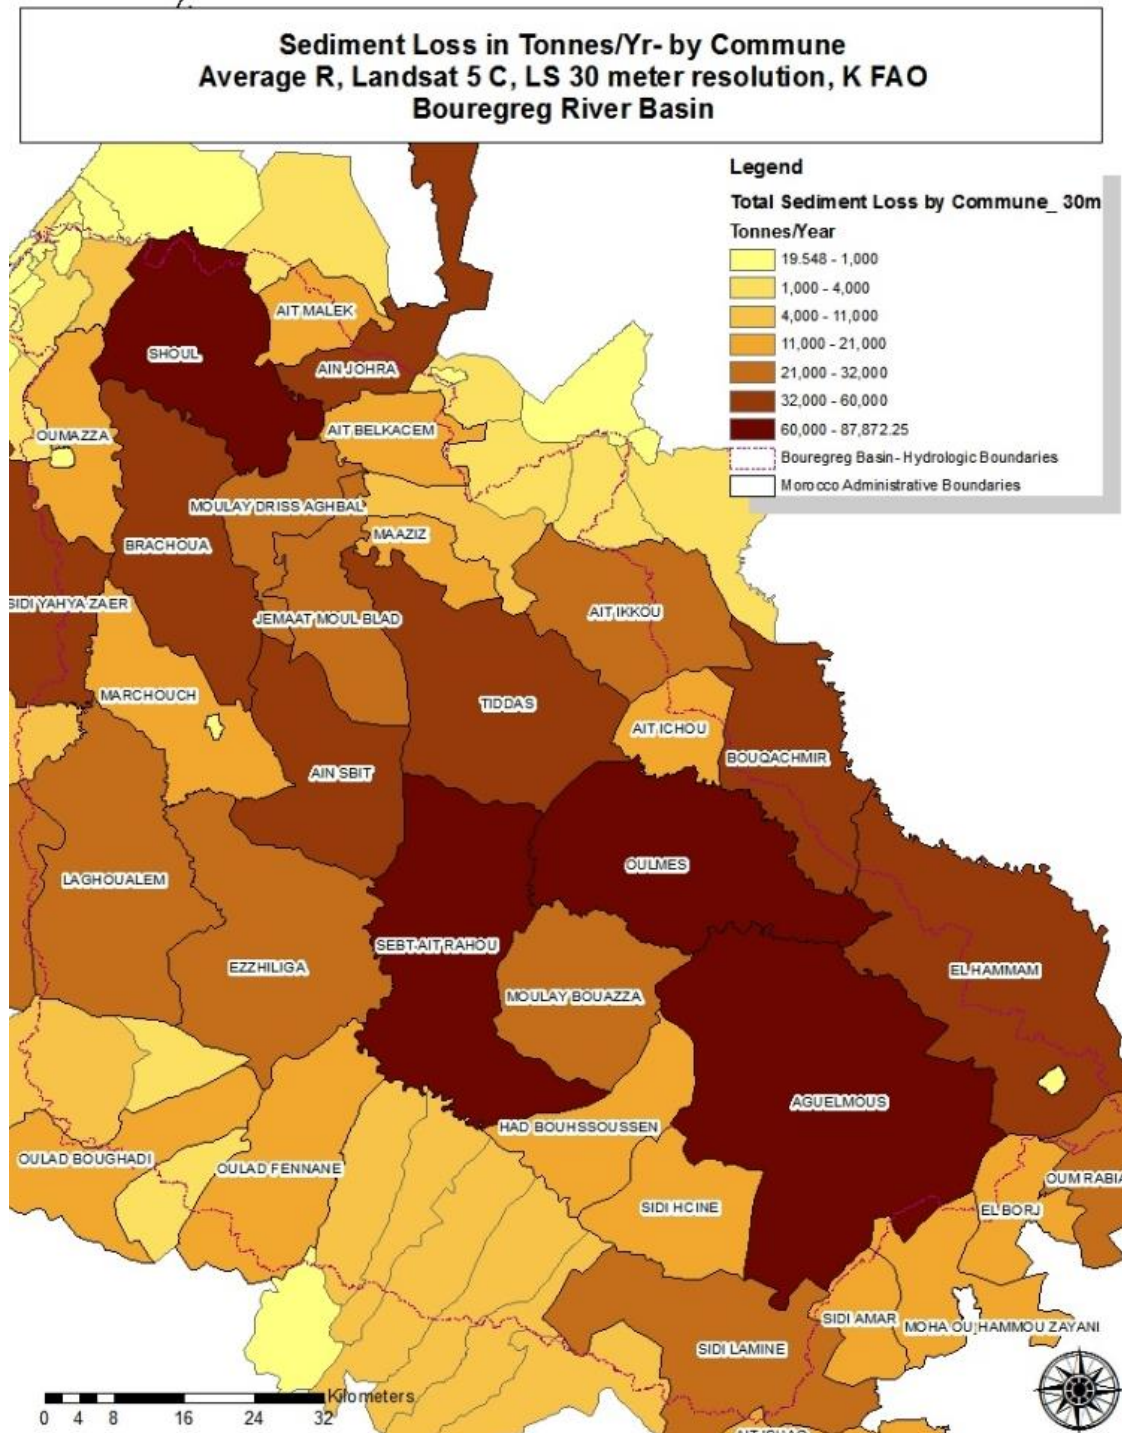 Sediment Loss in Tonnes/Yr- by Commune
Average R, Landsat 5 C, LS 30 meter resolution, K FAO
Bouregreg River Basin
Legend
Total Sediment Loss by Commune_ 30m
Tonnes/Year
19.548 - 1,000
1,000 - 4,000
4,000 - 11,000
11,000 - 21,000
21,000 - 32,000
32,000 - 60,000
60,000 - 87,872.25
Bouregreg Basin- Hydrologic Boundaries
Morocco Administrative Boundaries
AIT MALEK
SHOUL
AIN JOHRA
OUMAZZA
AIT BELKACEM
MOULAY DRISS AGHBAL
MAAZIZ
BRACHOUA
SIDI YAHYA ZAER
JEMAAT MOUL BLAD
AIT IKKOU
MARCHOUCH
TIDDAS
AIT ICHOU
BOUQACHMIR
AIN SBIT
OULMES
LAGHOUALEM
SEBT AIT RAHOU
EZZHILIGA
MOULAY BOUAZZA
EL HAMMAM
AGUELMOUS
HAD BOUHSSOUSSEN
OULAD BOUGHADI
OULAD FENNANE
OUM RABIA
SIDI HCINE
EL BORJ
SIDI AMAR
MOHA OU HAMMOU ZAYANI
SIDI LAMINE
Kilometers
0 4 8 16 24 32